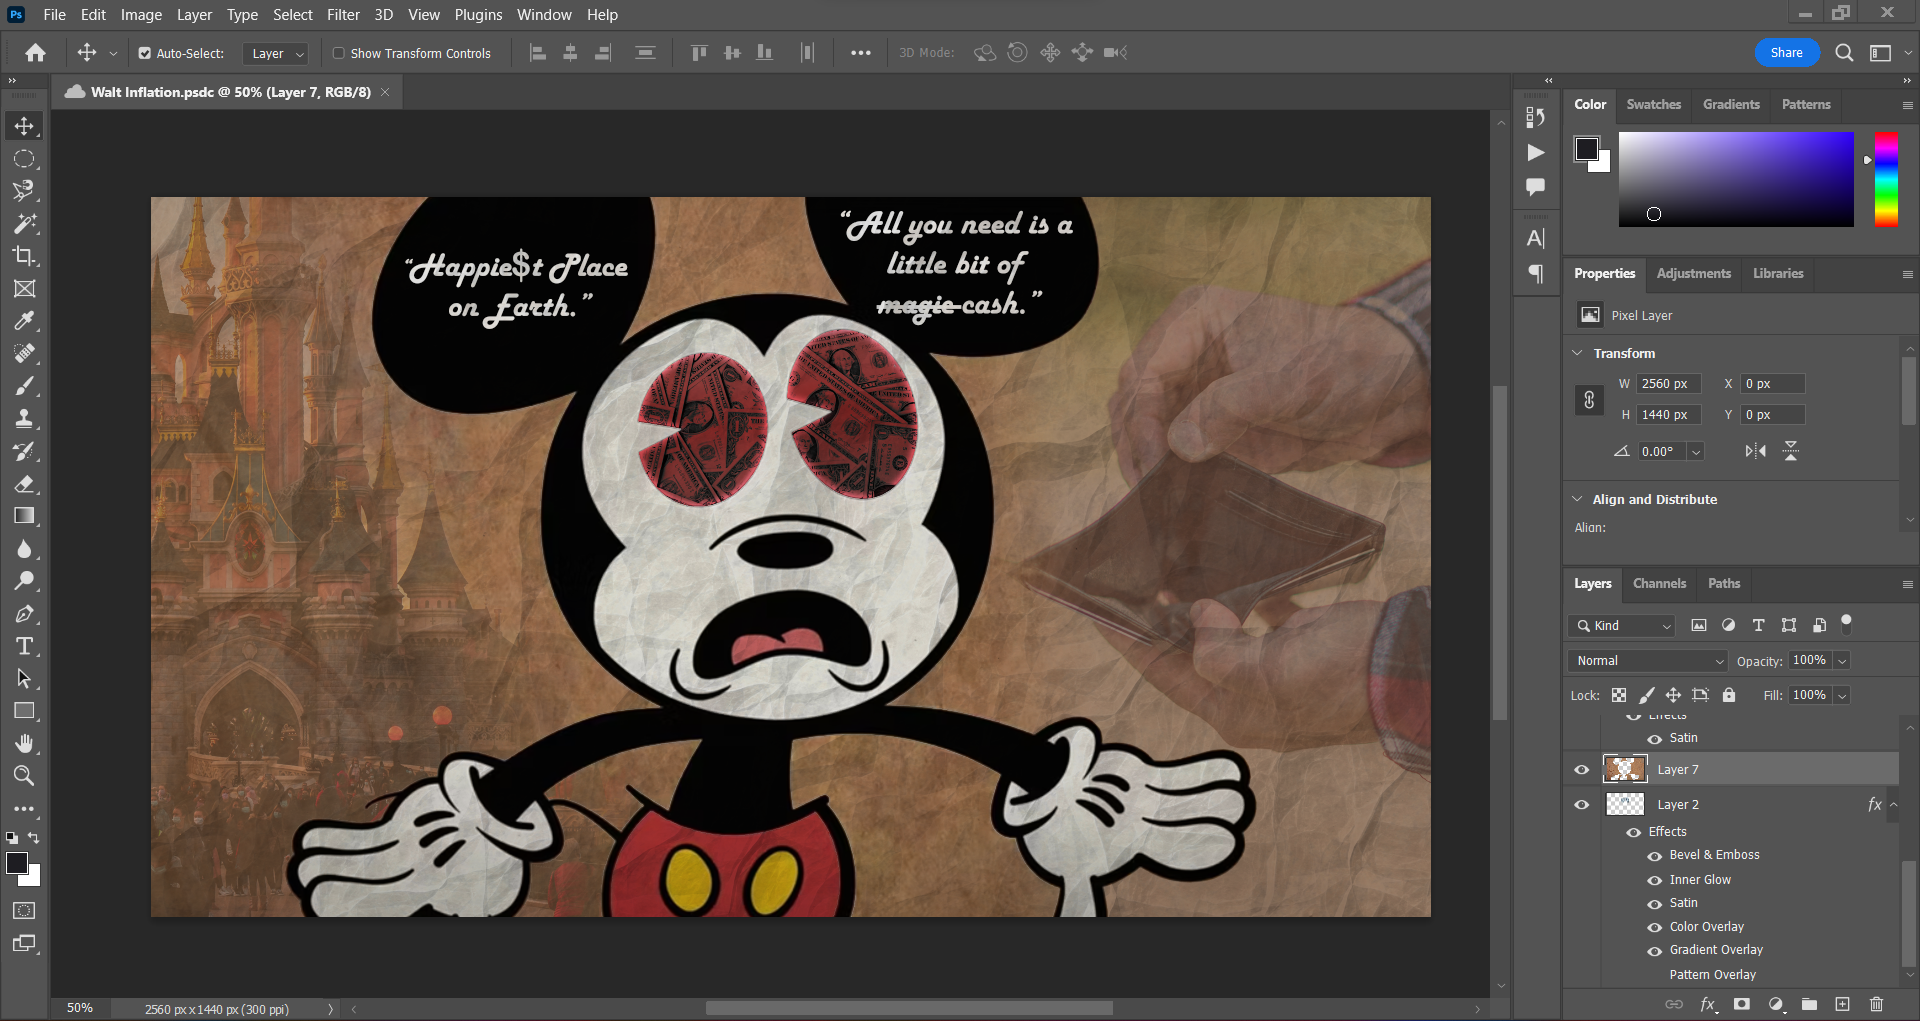 Ps File Edit Image Layer Type Select Filter 3D View Plugins Window Help
Auto-Select: Layer Show Transform Controls 3D Mode: Share
Walt Inflation.psdc @ 50% (Layer 7, RGB/8)
“Happie$t Place
on Earth.”
“All you need is a
little bit of
magic cash.”
Color Swatches Gradients Patterns
Properties Adjustments Libraries
Pixel Layer
Transform
W 2560 px X 0 px
H 1440 px Y 0 px
0.00°
Align and Distribute
Align:
Layers Channels Paths
Kind
Normal Opacity: 100%
Lock: Fill: 100%
Effects
Satin
Layer 7
Layer 2 fx
Effects
Bevel & Emboss
Inner Glow
Satin
Color Overlay
Gradient Overlay
Pattern Overlay
50% 2560 px x 1440 px (300 ppi)
fx